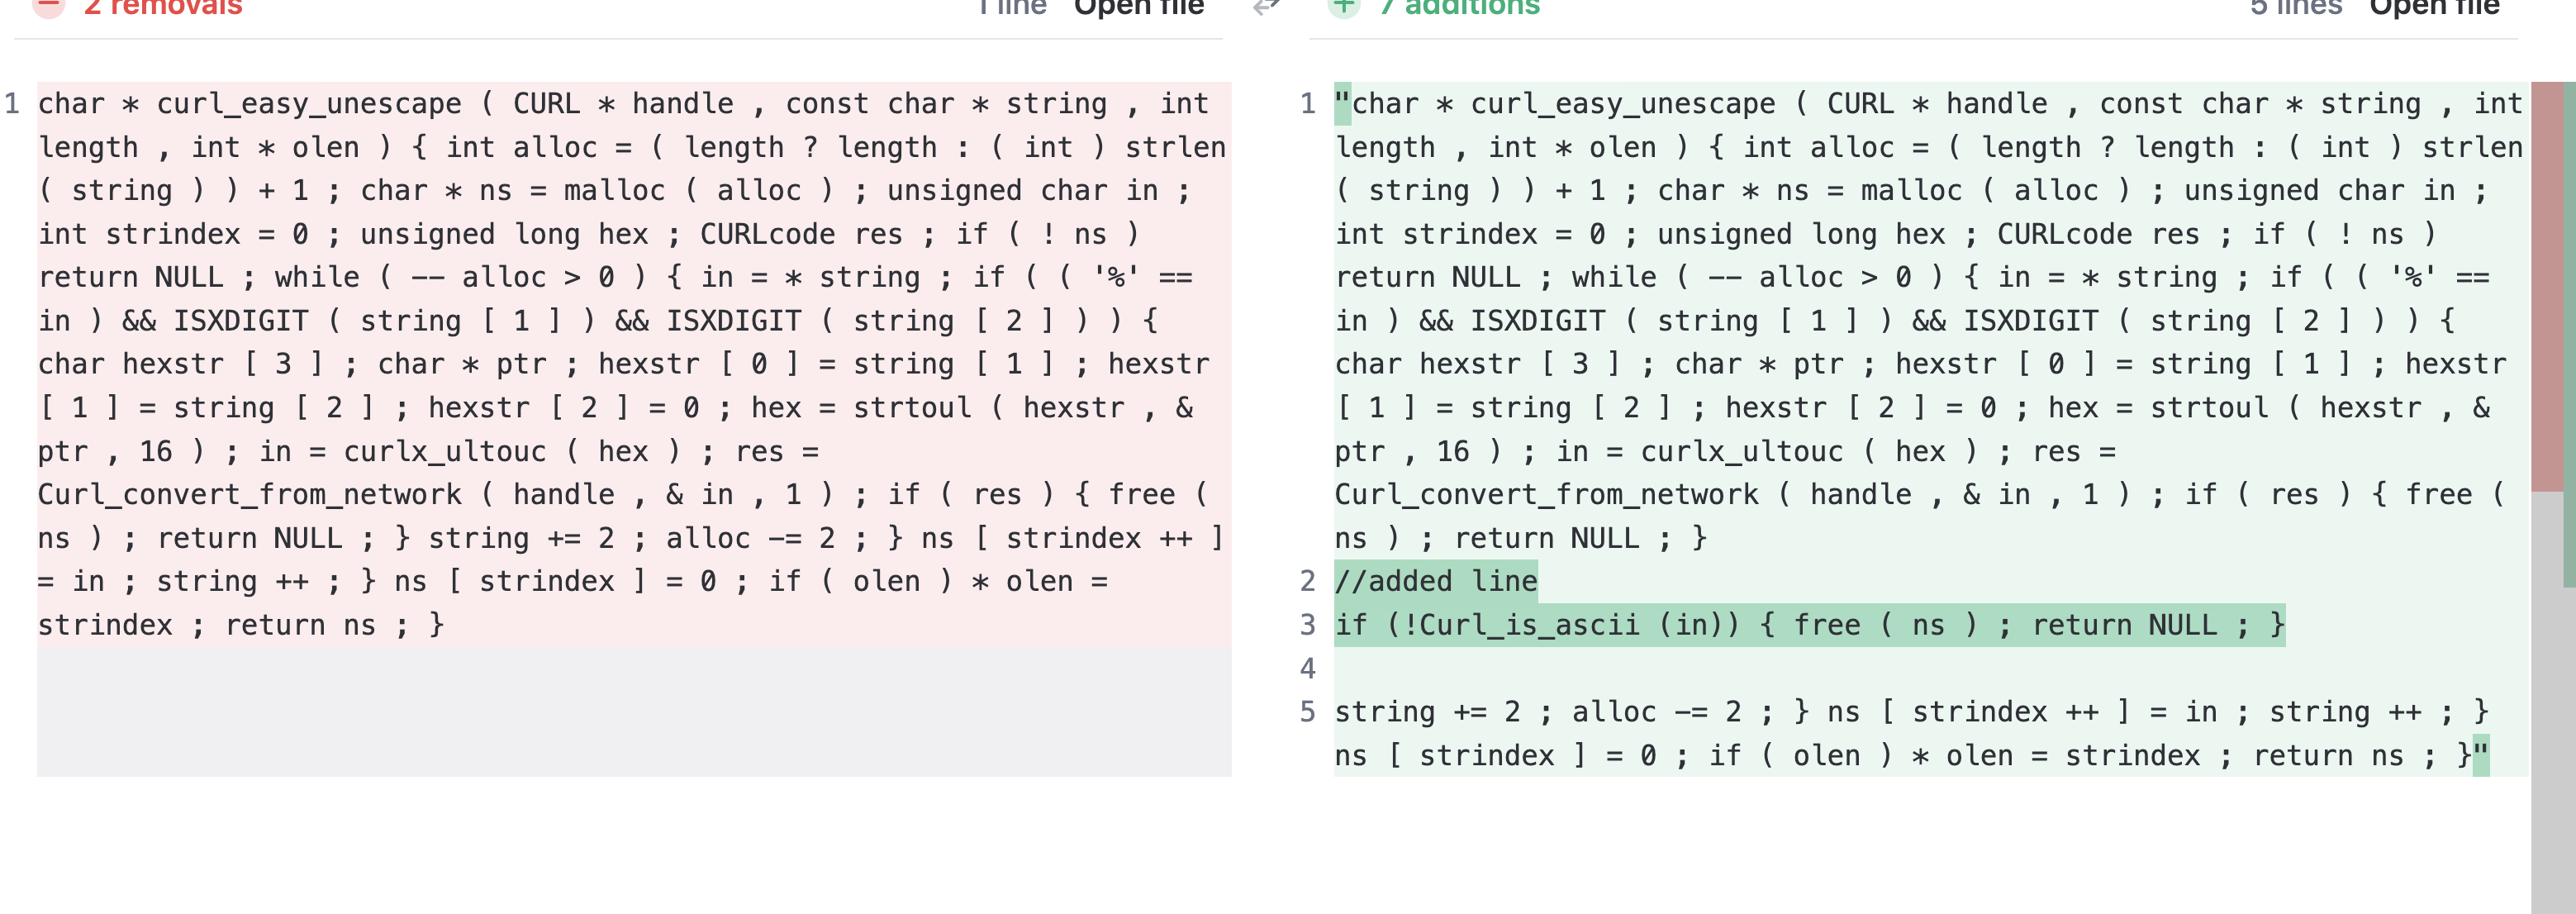 2 removals
1 line Open file
7 additions
5 lines Open file
1 char * curl_easy_unescape ( CURL * handle , const char * string , int
length , int * olen ) { int alloc = ( length ? length : ( int ) strlen
( string ) ) + 1 ; char * ns = malloc ( alloc ) ; unsigned char in ;
int strindex = 0 ; unsigned long hex ; CURLcode res ; if ( ! ns )
return NULL ; while ( -- alloc > 0 ) { in = * string ; if ( ( '%' ==
in ) && ISXDIGIT ( string [ 1 ] ) && ISXDIGIT ( string [ 2 ] ) ) {
char hexstr [ 3 ] ; char * ptr ; hexstr [ 0 ] = string [ 1 ] ; hexstr
[ 1 ] = string [ 2 ] ; hexstr [ 2 ] = 0 ; hex = strtoul ( hexstr , &
ptr , 16 ) ; in = curlx_ultouc ( hex ) ; res =
Curl_convert_from_network ( handle , & in , 1 ) ; if ( res ) { free (
ns ) ; return NULL ; } string += 2 ; alloc -= 2 ; } ns [ strindex ++ ]
= in ; string ++ ; } ns [ strindex ] = 0 ; if ( olen ) * olen =
strindex ; return ns ; }
1 "char * curl_easy_unescape ( CURL * handle , const char * string , int
length , int * olen ) { int alloc = ( length ? length : ( int ) strlen
( string ) ) + 1 ; char * ns = malloc ( alloc ) ; unsigned char in ;
int strindex = 0 ; unsigned long hex ; CURLcode res ; if ( ! ns )
return NULL ; while ( -- alloc > 0 ) { in = * string ; if ( ( '%' ==
in ) && ISXDIGIT ( string [ 1 ] ) && ISXDIGIT ( string [ 2 ] ) ) {
char hexstr [ 3 ] ; char * ptr ; hexstr [ 0 ] = string [ 1 ] ; hexstr
[ 1 ] = string [ 2 ] ; hexstr [ 2 ] = 0 ; hex = strtoul ( hexstr , &
ptr , 16 ) ; in = curlx_ultouc ( hex ) ; res =
Curl_convert_from_network ( handle , & in , 1 ) ; if ( res ) { free (
ns ) ; return NULL ; }
2 //added line
3 if (!Curl_is_ascii (in)) { free ( ns ) ; return NULL ; }
4
5 string += 2 ; alloc -= 2 ; } ns [ strindex ++ ] = in ; string ++ ; }
ns [ strindex ] = 0 ; if ( olen ) * olen = strindex ; return ns ; }"